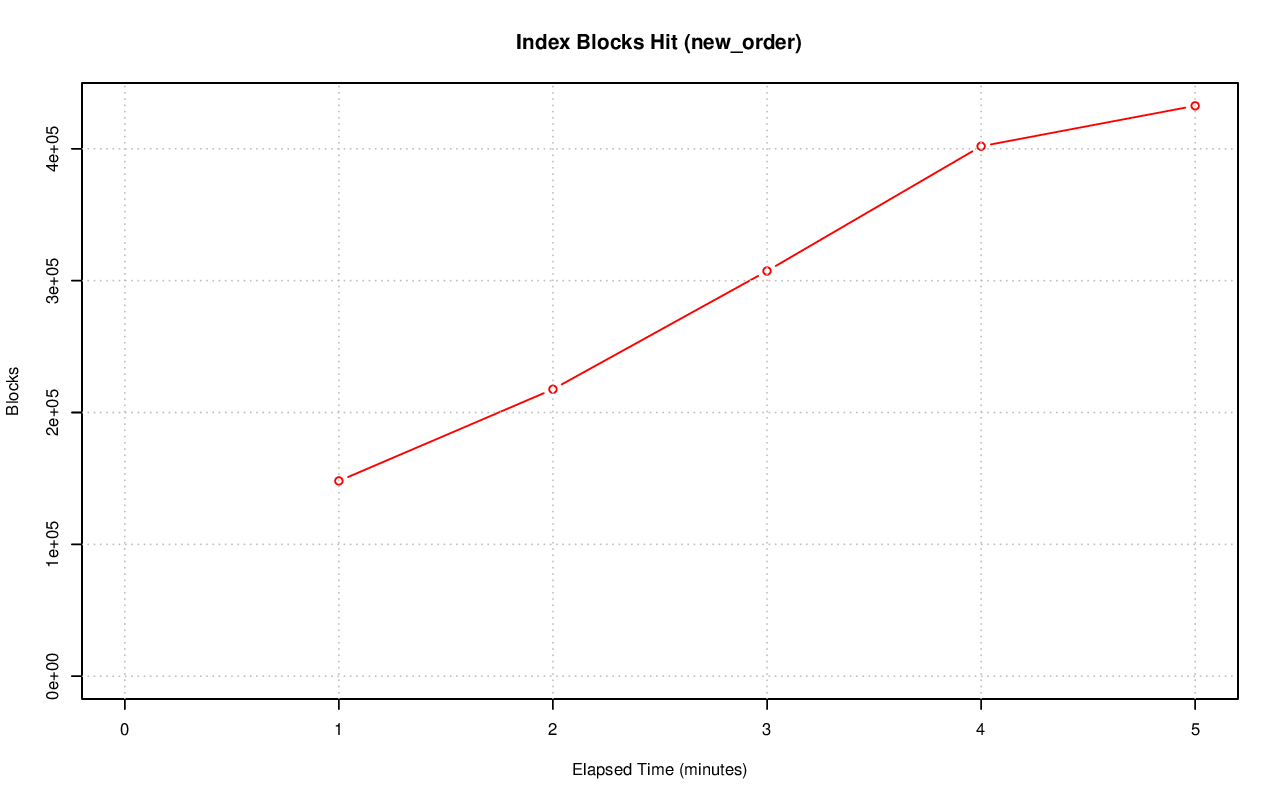 Index Blocks Hit (new_order)
Blocks
4e+05
3e+05
2e+05
1e+05
0e+00
0 1 2 3 4 5
Elapsed Time (minutes)